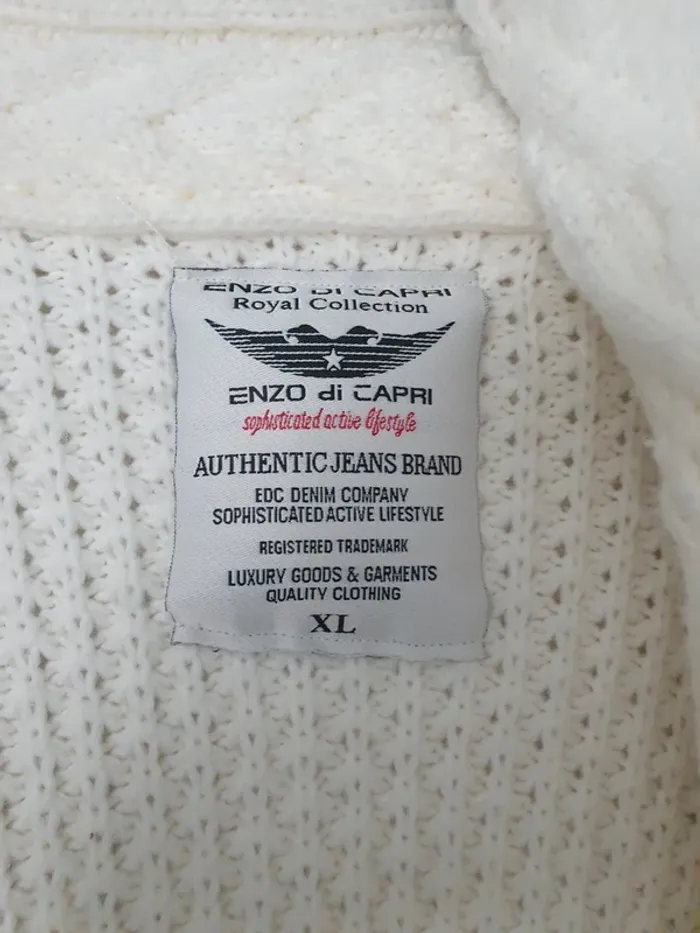 ENZO DI CAPRI
Royal Collection
ENZO di CAPRI
sophisticated active lifestyle
AUTHENTIC JEANS BRAND
EDC DENIM COMPANY
SOPHISTICATED ACTIVE LIFESTYLE
REGISTERED TRADEMARK
LUXURY GOODS & GARMENTS
QUALITY CLOTHING
XL